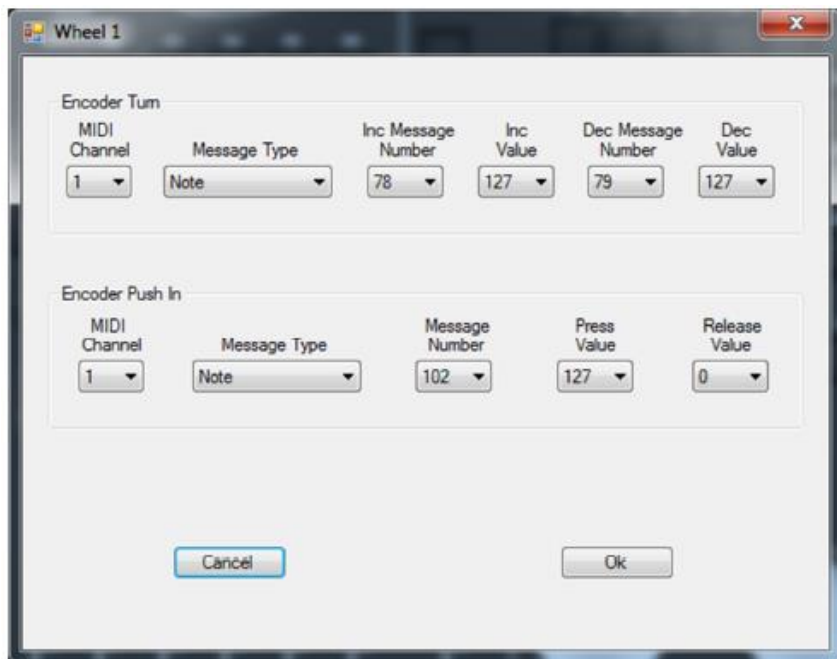 Wheel 1
Encoder Turn
MIDI Channel
Message Type
Inc Message Number
Inc Value
Dec Message Number
Dec Value
1 Note 78 127 79 127
Encoder Push In
MIDI Channel
Message Type
Message Number
Press Value
Release Value
1 Note 102 127 0
Cancel Ok